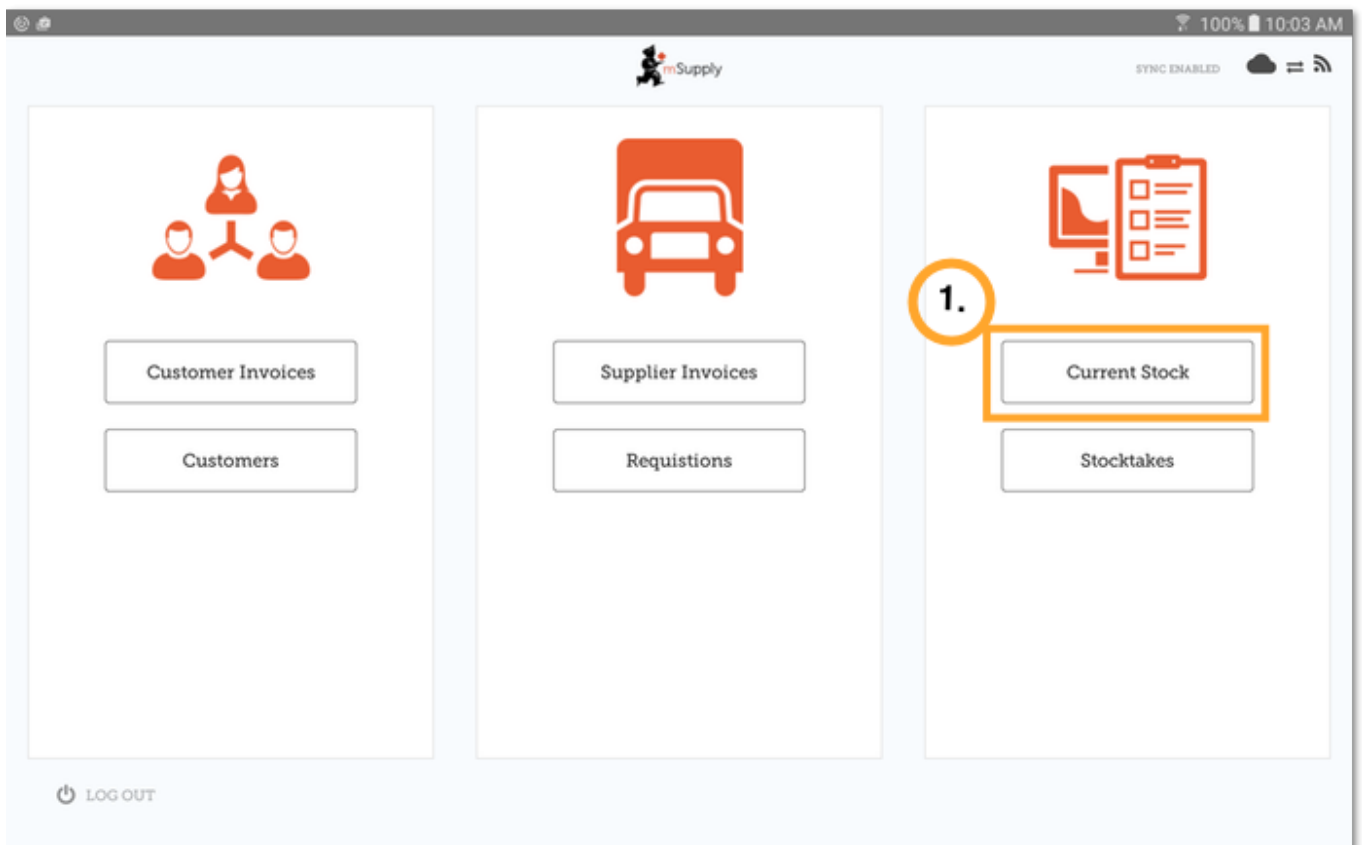 100% 10:03 AM
mSupply
SYNC ENABLED
1.
Customer Invoices
Supplier Invoices
Current Stock
Customers
Requistions
Stocktakes
LOG OUT